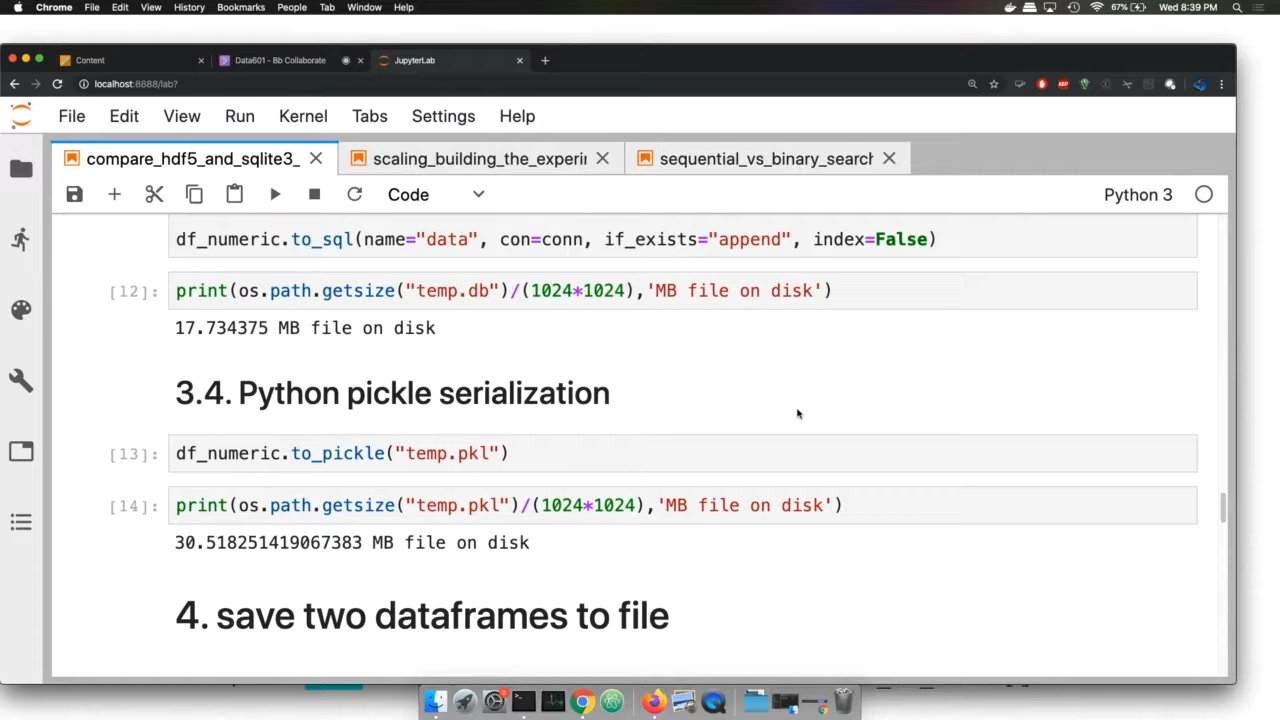 Chrome File Edit View History Bookmarks People Tab Window Help 67% Wed 8:39 PM
Content Data601 - Bb Collaborate JupyterLab
localhost:8888/lab?
File Edit View Run Kernel Tabs Settings Help
compare_hdf5_and_sqlite3_ scaling_building_the_experi sequential_vs_binary_search
Code Python 3
df_numeric.to_sql(name="data", con=conn, if_exists="append", index=False)
[12]: print(os.path.getsize("temp.db")/(1024*1024),'MB file on disk')
17.734375 MB file on disk
3.4. Python pickle serialization
[13]: df_numeric.to_pickle("temp.pkl")
[14]: print(os.path.getsize("temp.pkl")/(1024*1024),'MB file on disk')
30.518251419067383 MB file on disk
4. save two dataframes to file